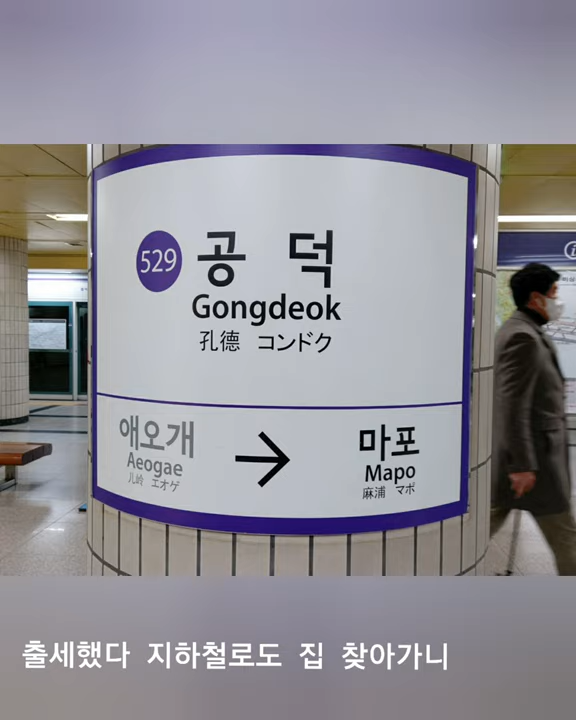 529 공 덕
Gongdeok
孔德 コンドク
애오개 → 마포
Aeogae Mapo
儿岭 エオゲ 麻浦 マポ
i
출세했다 지하철로도 집 찾아가니